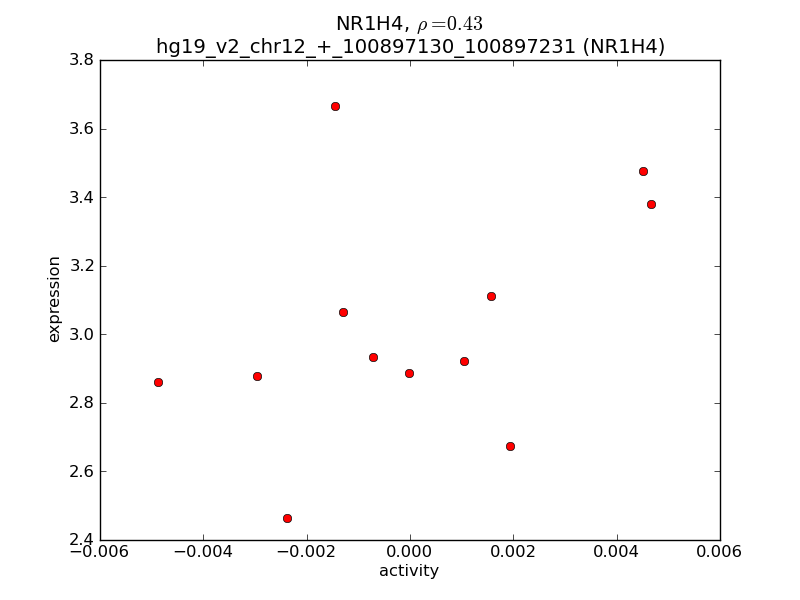 NR1H4, ρ=0.43
hg19_v2_chr12_+_100897130_100897231 (NR1H4)
3.8
3.6
3.4
3.2
3.0
2.8
2.6
2.4
expression
−0.006 −0.004 −0.002 0.000 0.002 0.004 0.006
activity